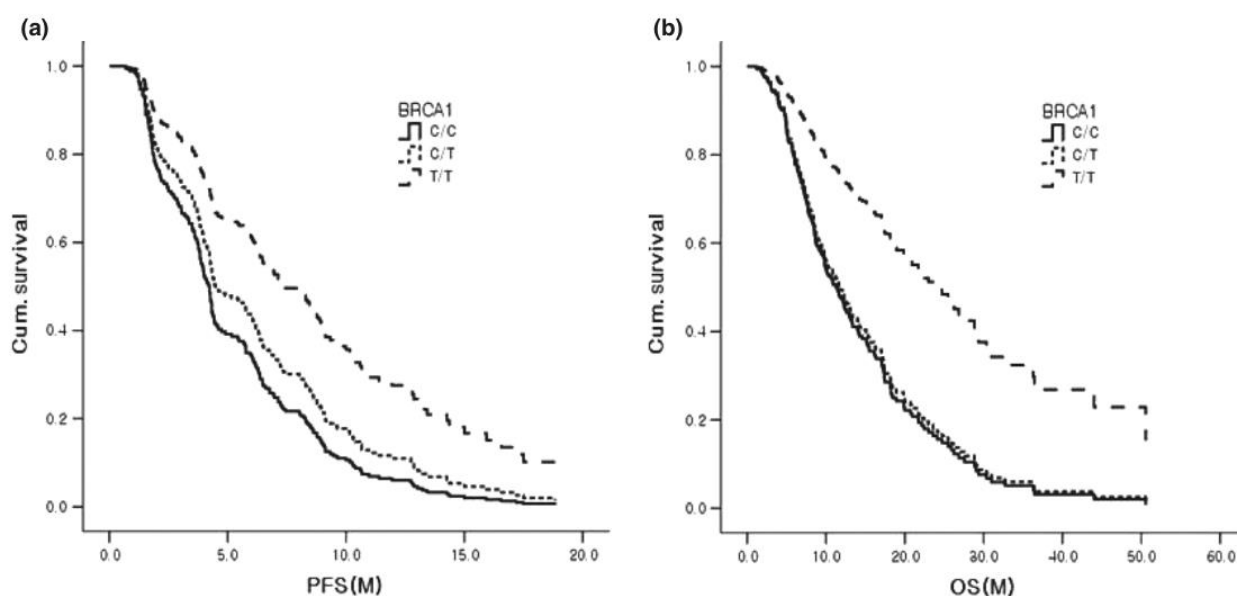 (a)
1.0
0.8
0.6
0.4
0.2
0.0
Cum. survival
BRCA1
C/C
C/T
T/T
0.0 5.0 10.0 15.0 20.0
PFS(M)
(b)
1.0
0.8
0.6
0.4
0.2
0.0
Cum. survival
BRCA1
C/C
C/T
T/T
0.0 10.0 20.0 30.0 40.0 50.0 60.0
OS(M)